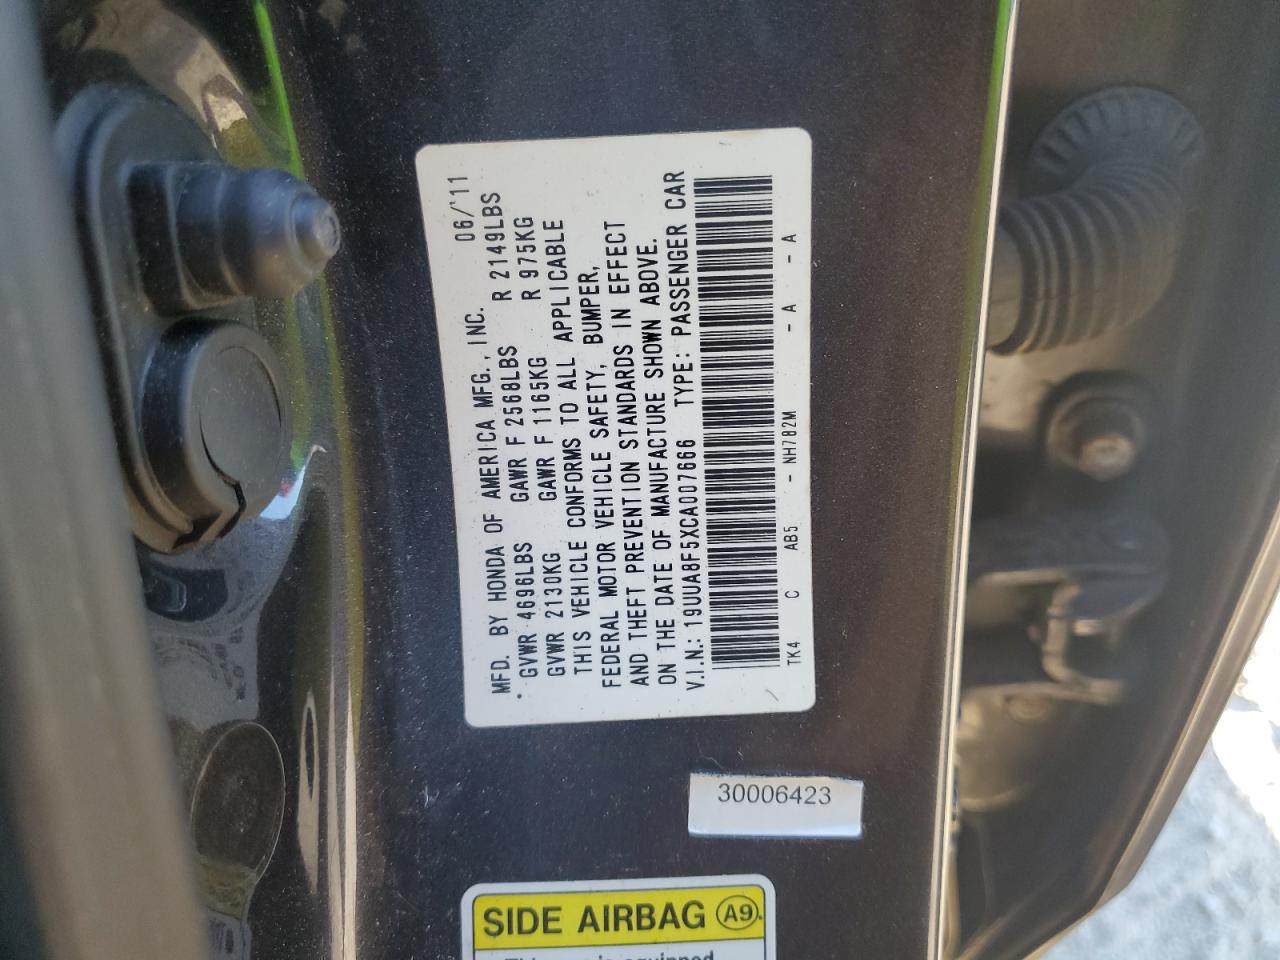 MFD. BY HONDA OF AMERICA MFG., INC. 06/'11
* GVWR 4696LBS GAWR F 2568LBS R 2149LBS
GVWR 2130KG GAWR F 1165KG R 975KG
THIS VEHICLE CONFORMS TO ALL APPLICABLE
FEDERAL MOTOR VEHICLE SAFETY, BUMPER,
AND THEFT PREVENTION STANDARDS IN EFFECT
ON THE DATE OF MANUFACTURE SHOWN ABOVE.
V.I.N.: 19UUA8F5XCA007666 TYPE: PASSENGER CAR
TK4 C AB5 - NH782M - A - A
30006423
SIDE AIRBAG A9
equipped